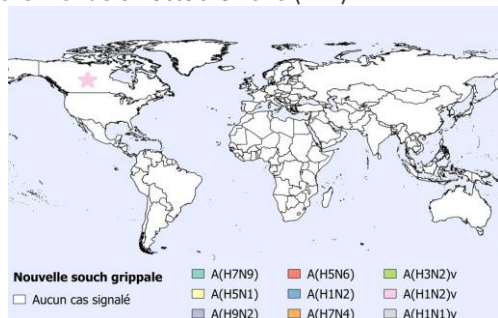 Nouvelle souch grippale
Aucun cas signalé
A(H7N9) A(H5N6) A(H3N2)v
A(H5N1) A(H1N2) A(H1N2)v
A(H9N2) A(H7N4) A(H1N1)v